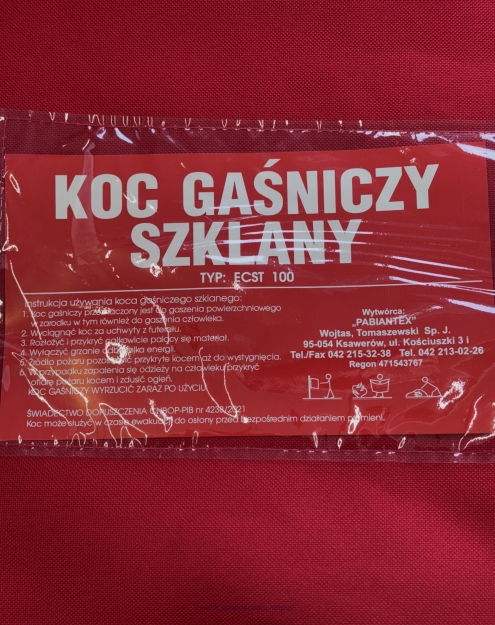 KOC GAŚNICZY
SZKLANY
TYP: ECST 100
Instrukcja używania koca gaśniczego szklanego:
1. Koc gaśniczy przeznaczony jest do gaszenia powierzchniowego
w zarodku w tym również do gaszenia człowieka.
2. Wyciągnąć koc za uchwyty z futerału.
3. Rozłożyć i przykryć całkowicie palący się materiał.
4. Wyłączyć grzanie dopływ energii.
5. Źródło pożaru pozostawić przykryte kocem aż do wystygnięcia.
6. W przypadku zapalenia się odzieży na człowieku przykryć
ofiarę pożaru kocem i zdusić ogień.
KOC GAŚNICZY WYRZUCIĆ ZARAZ PO UŻYCIU
ŚWIADECTWO DOPUSZCZENIA CNBOP-PIB nr 4238/2021
Koc może służyć w czasie ewakuacji do osłony przed bezpośrednim działaniem płomieni.
Wytwórca:
„PABIANTEX"
Wojtas, Tomaszewski Sp. J.
95-054 Ksawerów, ul. Kościuszki 3 i
Tel./Fax 042 215-32-38 Tel. 042 213-02-26
Regon 471543767